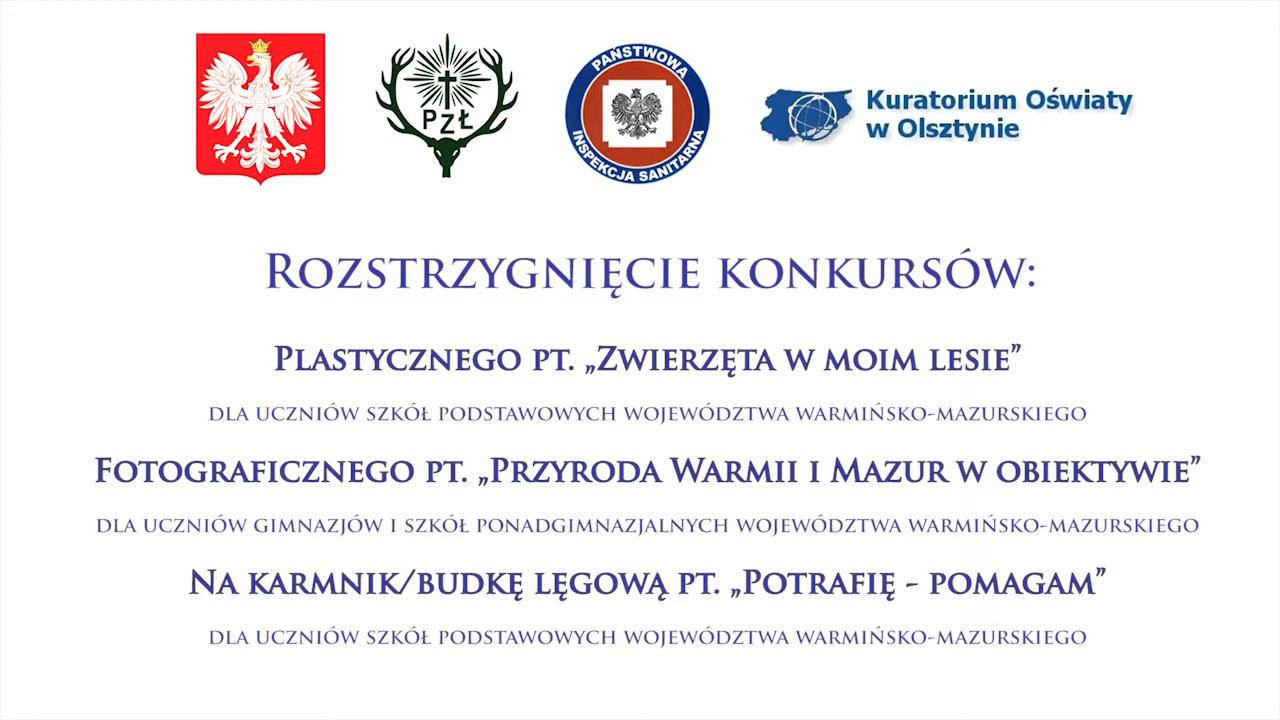 PZŁ
PAŃSTWOWA
INSPEKCJA SANITARNA
Kuratorium Oświaty
w Olsztynie
Rozstrzygnięcie konkursów:
Plastycznego pt. „Zwierzęta w moim lesie”
dla uczniów szkół podstawowych województwa warmińsko-mazurskiego
Fotograficznego pt. „Przyroda Warmii i Mazur w obiektywie”
dla uczniów gimnazjów i szkół ponadgimnazjalnych województwa warmińsko-mazurskiego
Na karmnik/budkę lęgową pt. „Potrafię - pomagam”
dla uczniów szkół podstawowych województwa warmińsko-mazurskiego